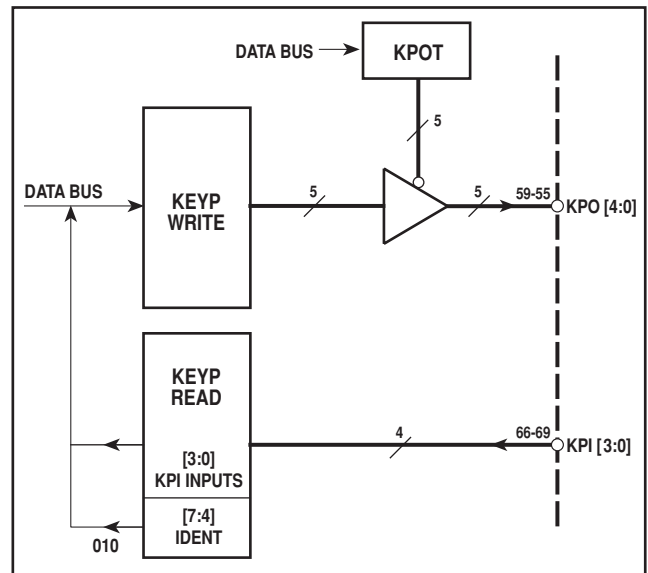 DATA BUS
KPOT
5
DATA BUS
KEYP
WRITE
5
5
59-55
KPO [4:0]
KEYP
READ
[3:0]
KPI INPUTS
4
66-69
KPI [3:0]
[7:4]
IDENT
010